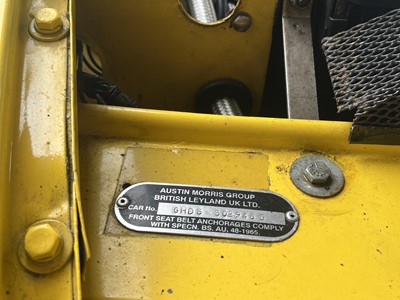 AUSTIN MORRIS GROUP
BRITISH LEYLAND UK LTD.
CAR No.
FRONT SEAT BELT ANCHORAGES COMPLY
WITH SPECN. BS. AU. 48-1965.